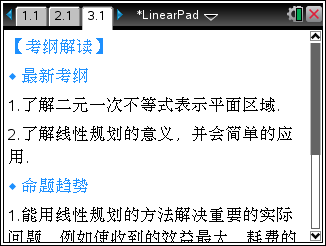 1.1 2.1 3.1 *LinearPad
【考纲解读】
◆ 最新考纲
1.了解二元一次不等式表示平面区域.
2.了解线性规划的意义，并会简单的应
用.
◆ 命题趋势
1.能用线性规划的方法解决重要的实际
问题，例如使收到的效益最大，耗费的